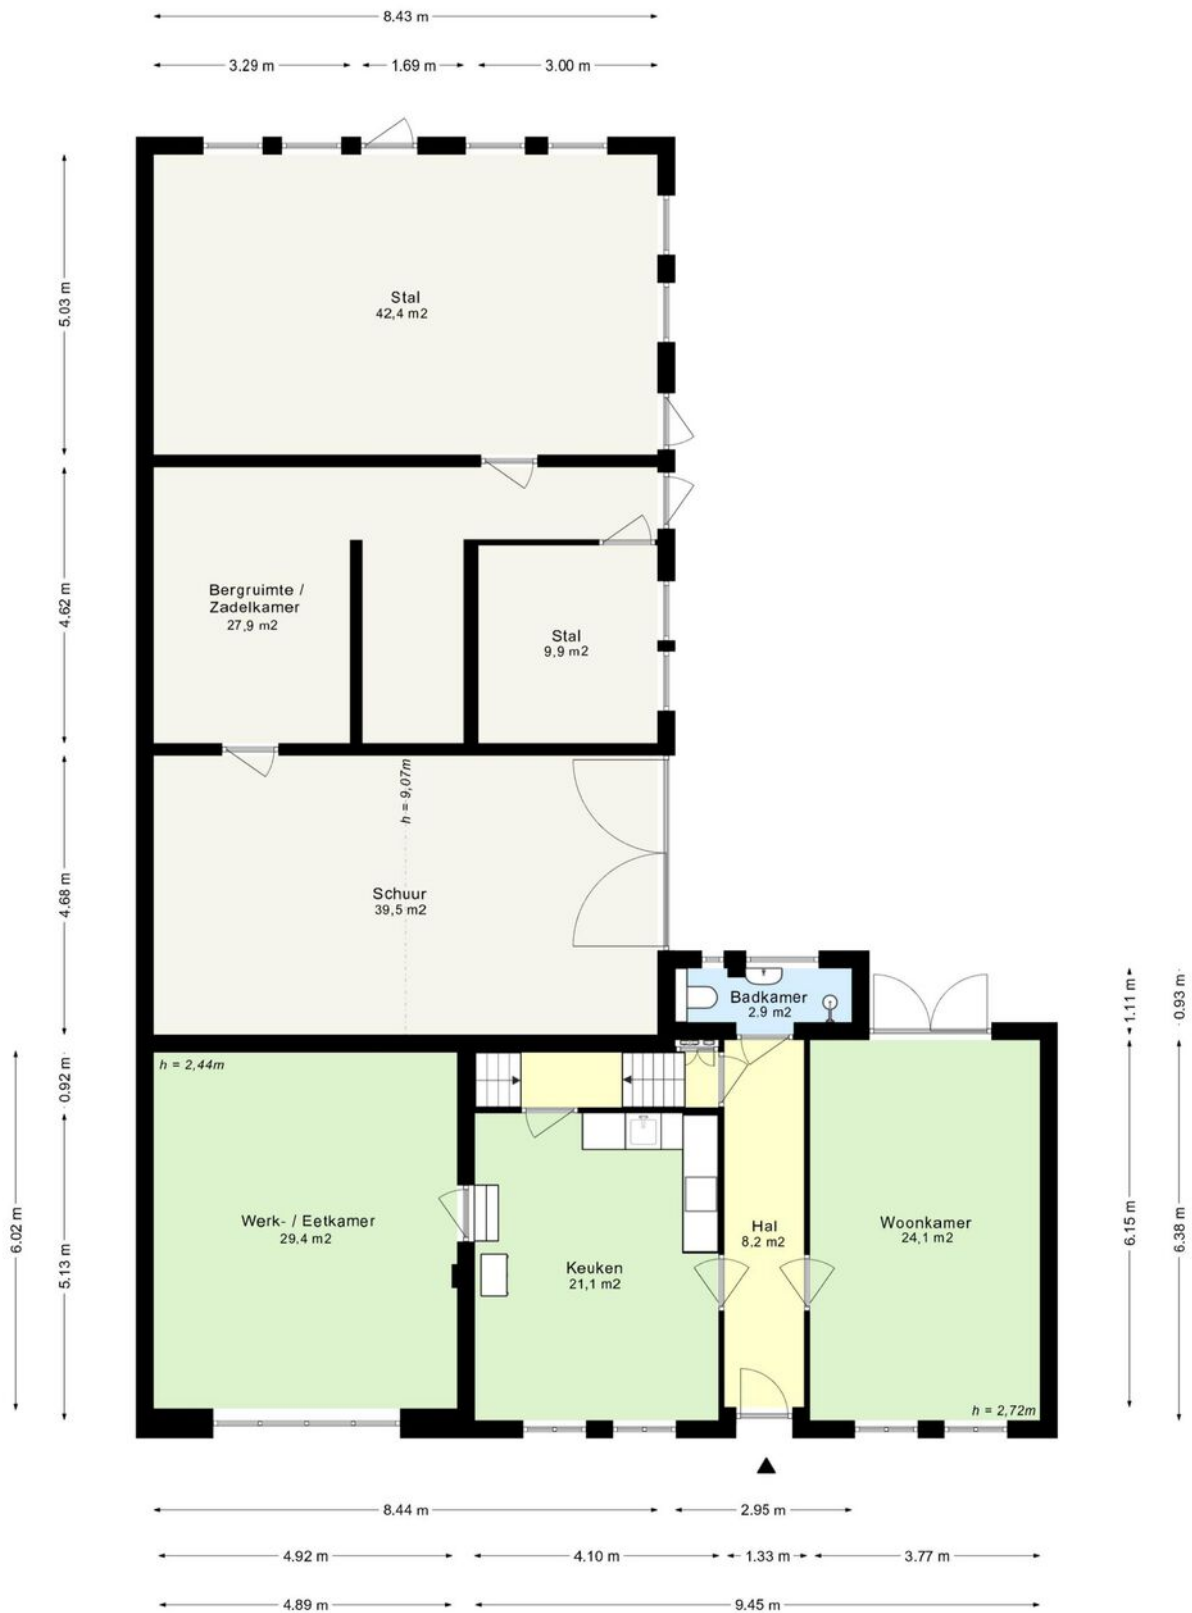 8.43 m
3.29 m
1.69 m
3.00 m
5.03 m
Stal
42,4 m2
4.62 m
Bergruimte /
Zadelkamer
27,9 m2
Stal
9,9 m2
h = 9,07m
4.68 m
Schuur
39,5 m2
Badkamer
2.9 m2
1.11 m
0.93 m
h = 2,44m
0.92 m
6.02 m
5.13 m
Werk- / Eetkamer
29,4 m2
Keuken
21,1 m2
Hal
8,2 m2
Woonkamer
24,1 m2
6.15 m
6.38 m
h = 2,72m
8.44 m
2.95 m
4.92 m
4.10 m
1.33 m
3.77 m
4.89 m
9.45 m